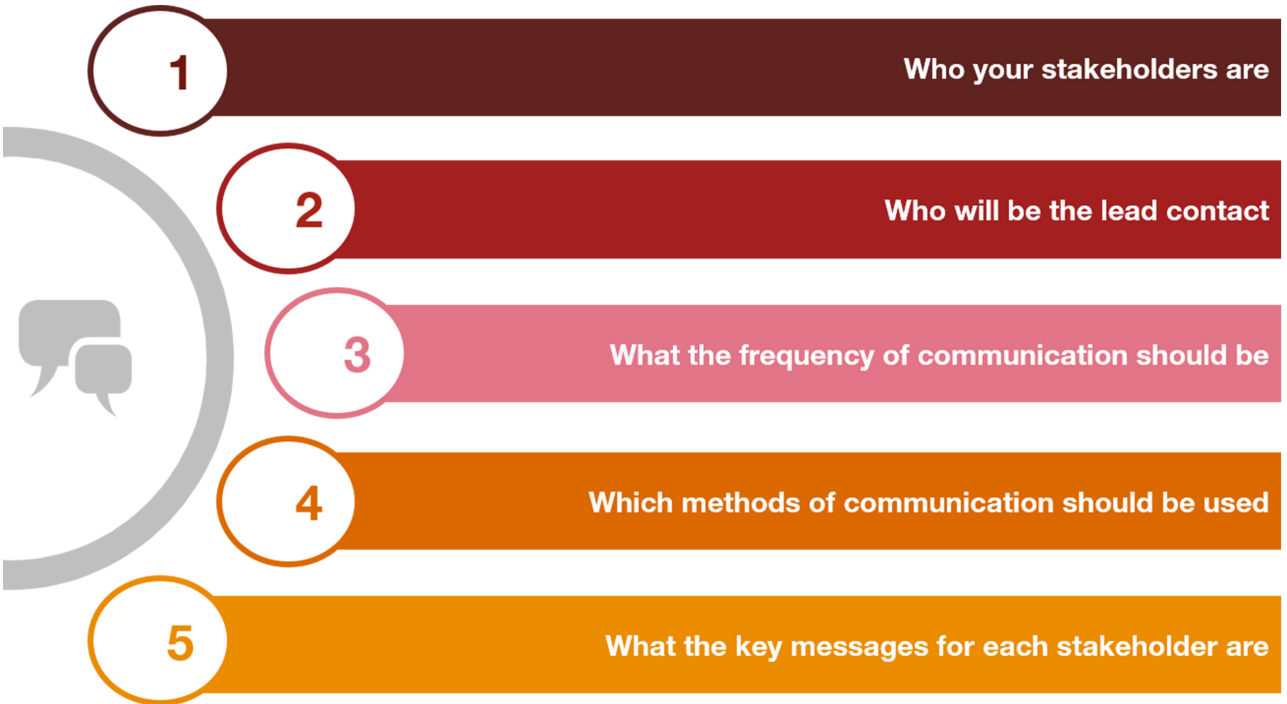 1
Who your stakeholders are
2
Who will be the lead contact
3
What the frequency of communication should be
4
Which methods of communication should be used
5
What the key messages for each stakeholder are